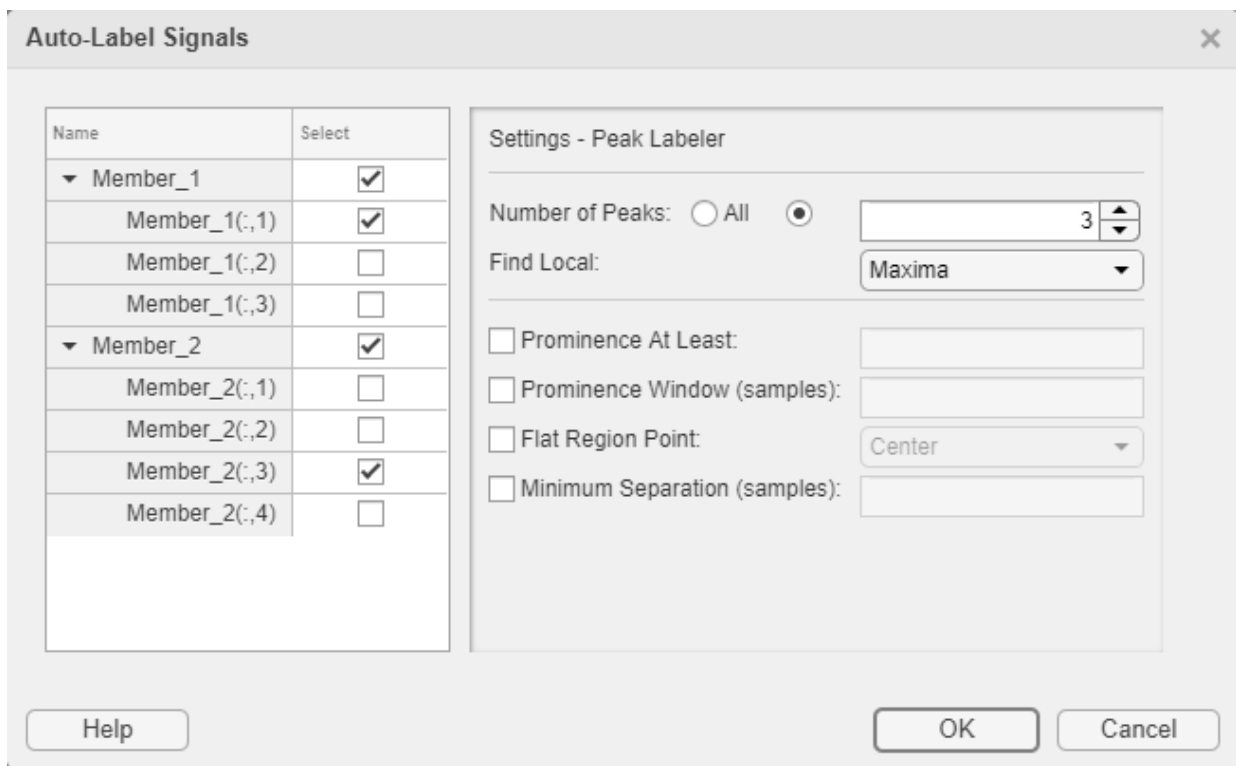 Auto-Label Signals
Name Select
Member_1
Member_1(:,1)
Member_1(:,2)
Member_1(:,3)
Member_2
Member_2(:,1)
Member_2(:,2)
Member_2(:,3)
Member_2(:,4)
Settings - Peak Labeler
Number of Peaks: All 3
Find Local: Maxima
Prominence At Least:
Prominence Window (samples):
Flat Region Point: Center
Minimum Separation (samples):
Help OK Cancel